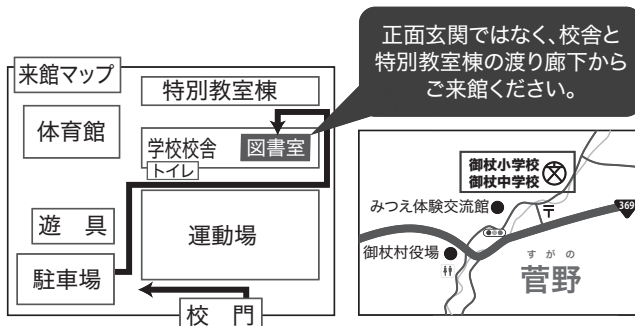 正面玄関ではなく、校舎と
特別教室棟の渡り廊下から
ご来館ください。
来館マップ
特別教室棟
体育館
学校校舎
図書室
トイレ
遊 具
運動場
駐車場
校 門
御杖小学校
御杖中学校
みつえ体験交流館
〒
369
御杖村役場
すがの
菅野